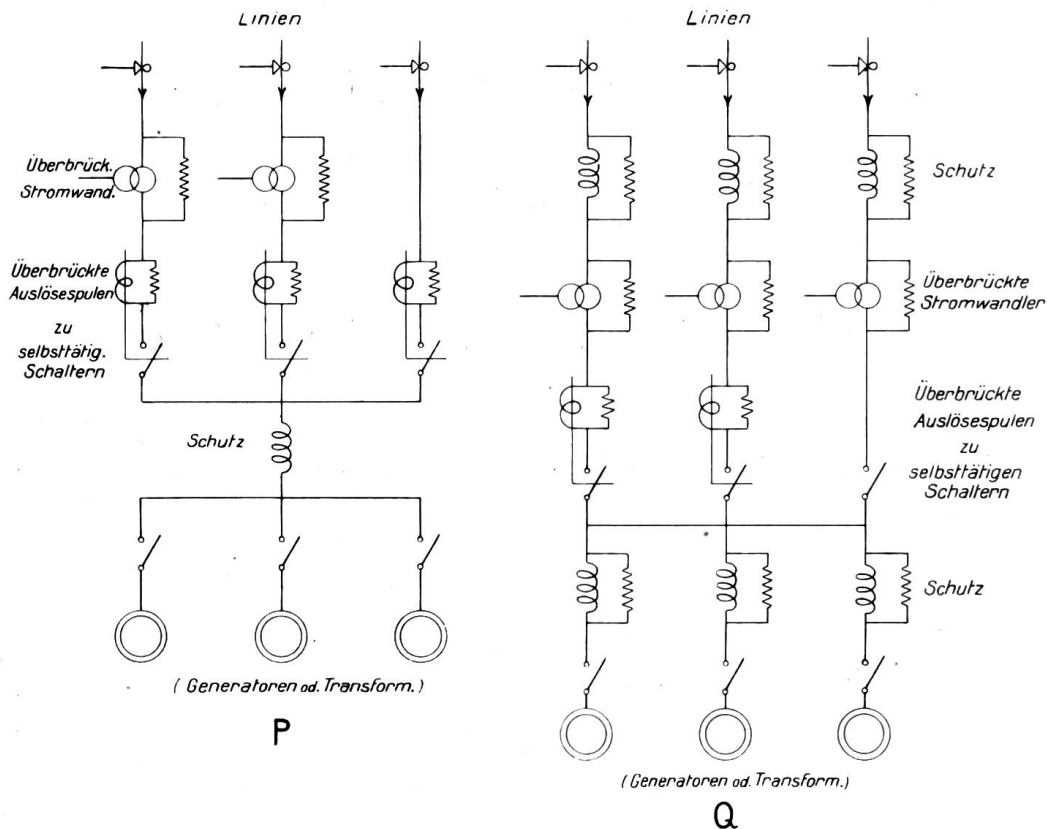 Linien
Überbrück.
Stromwand.
Überbrückte
Auslösespulen
zu
selbsttätig.
Schaltern
Schutz
(Generatoren od. Transform.)
P
Linien
Schutz
Überbrückte
Stromwandler
Überbrückte
Auslösespulen
zu
selbsttätigen
Schaltern
Schutz
(Generatoren od. Transform.)
Q